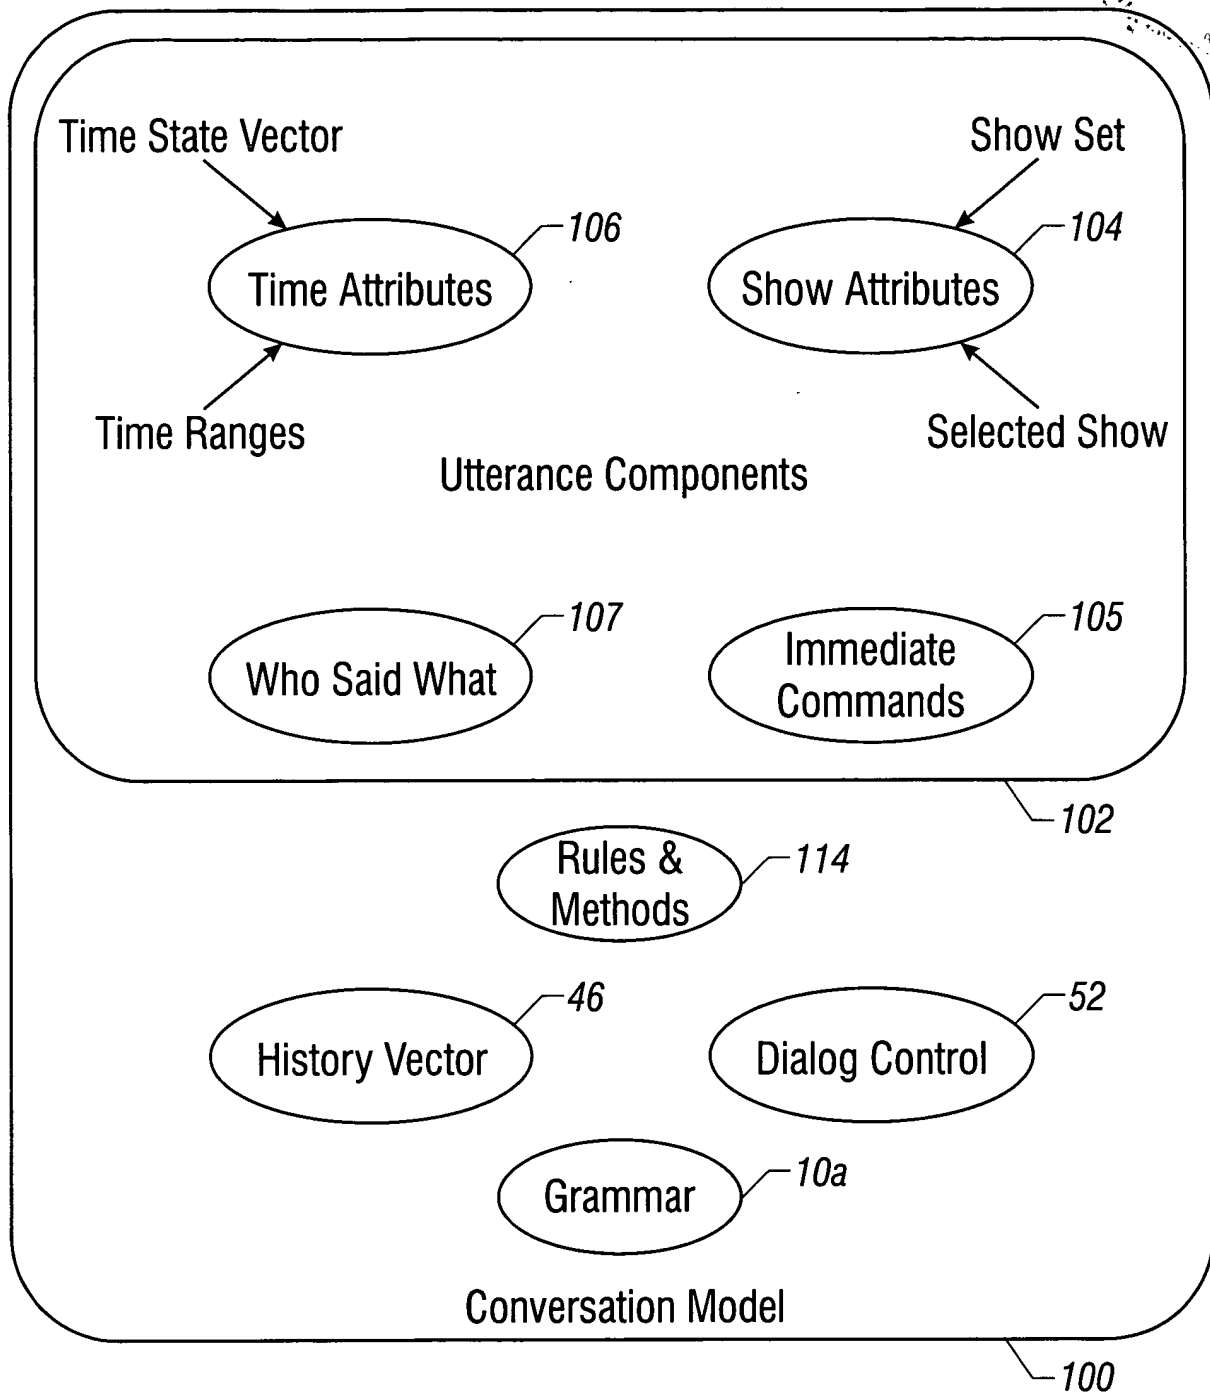 Time State Vector
Show Set
106
104
Time Attributes
Show Attributes
Time Ranges
Selected Show
Utterance Components
107
105
Who Said What
Immediate
Commands
102
Rules &
Methods
114
46
52
History Vector
Dialog Control
10a
Grammar
Conversation Model
100